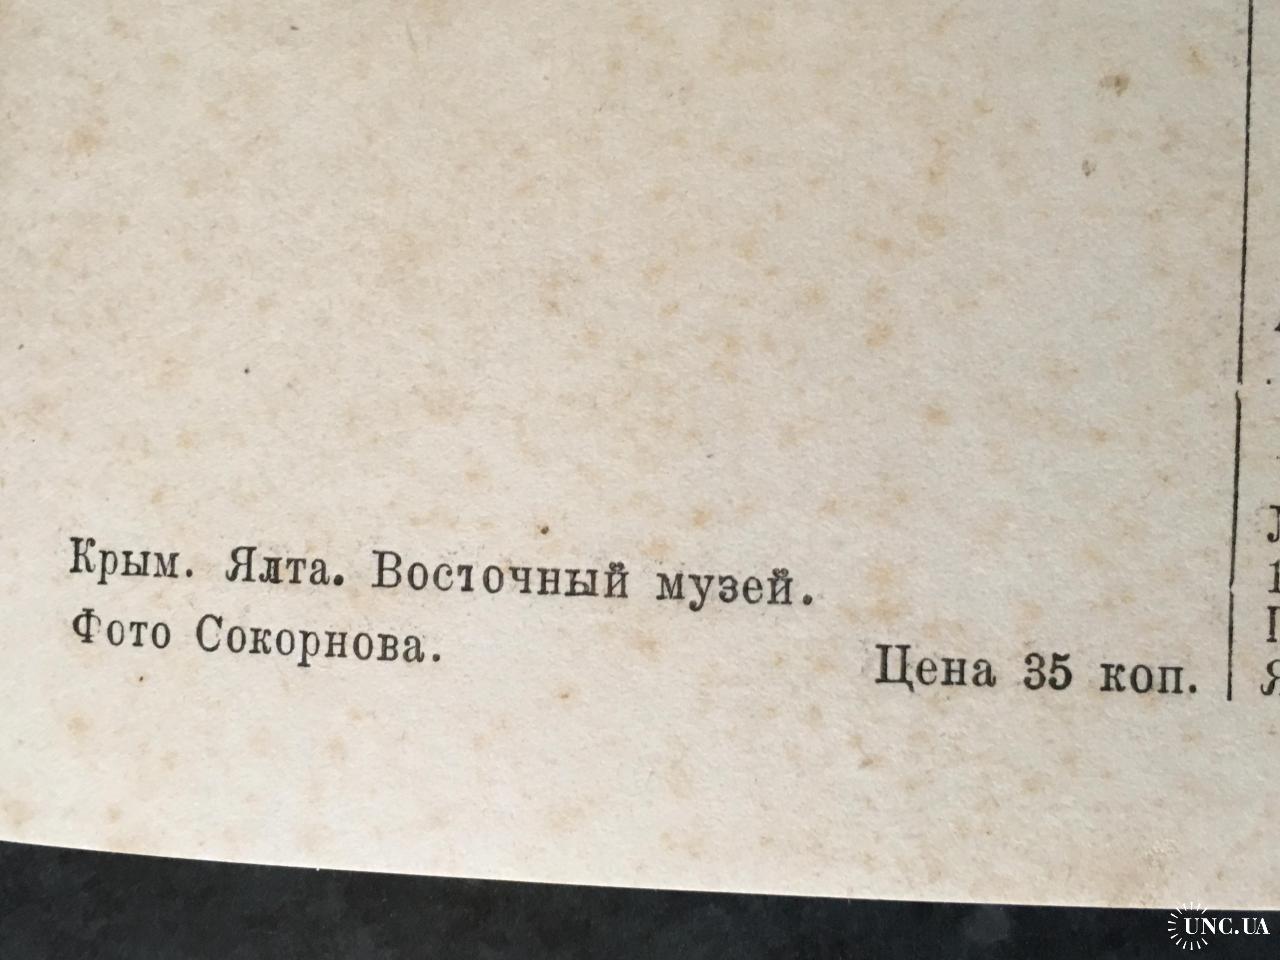 Крым. Ялта. Восточный музей.
Фото Сокорнова.
Цена 35 коп.
UNC.UA